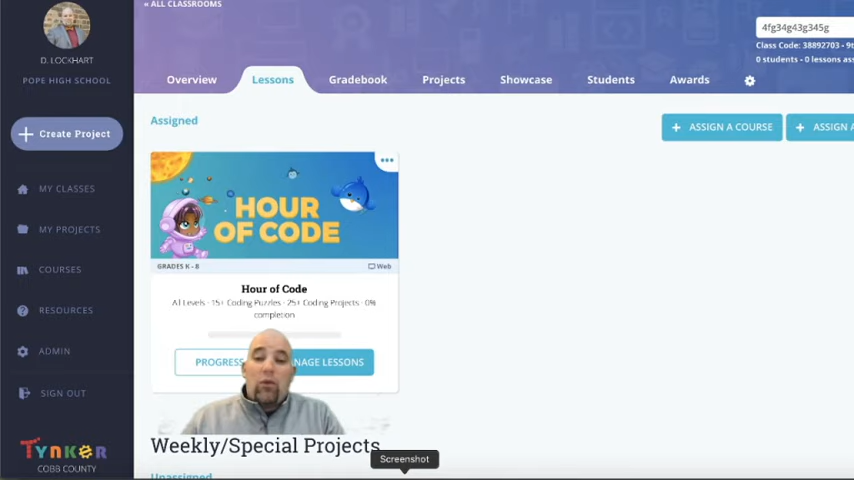 « ALL CLASSROOMS
4fg34g43g345g
D. LOCKHART
Class Code: 38892703 - 9t
POPE HIGH SCHOOL
0 students - 0 lessons ass
Overview
Lessons
Gradebook
Projects
Showcase
Students
Awards
Assigned
+ ASSIGN A COURSE
+ ASSIGN A
+ Create Project
MY CLASSES
MY PROJECTS
COURSES
RESOURCES
ADMIN
SIGN OUT
TYNKER
COBB COUNTY
HOUR
OF CODE
GRADES K - 8
Web
Hour of Code
All Levels · 15+ Coding Puzzles · 25+ Coding Projects · 0%
completion
PROGRESS
NAGE LESSONS
Weekly/Special Projects
Screenshot
Unassigned